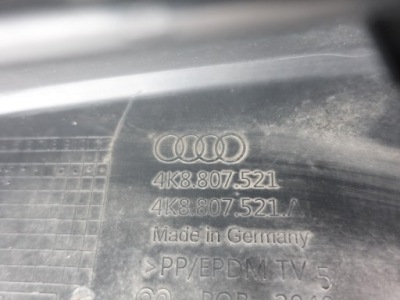 4K8.807.521
4K8.807.521.A
Made in Germany
>PP/EPDM TV 5